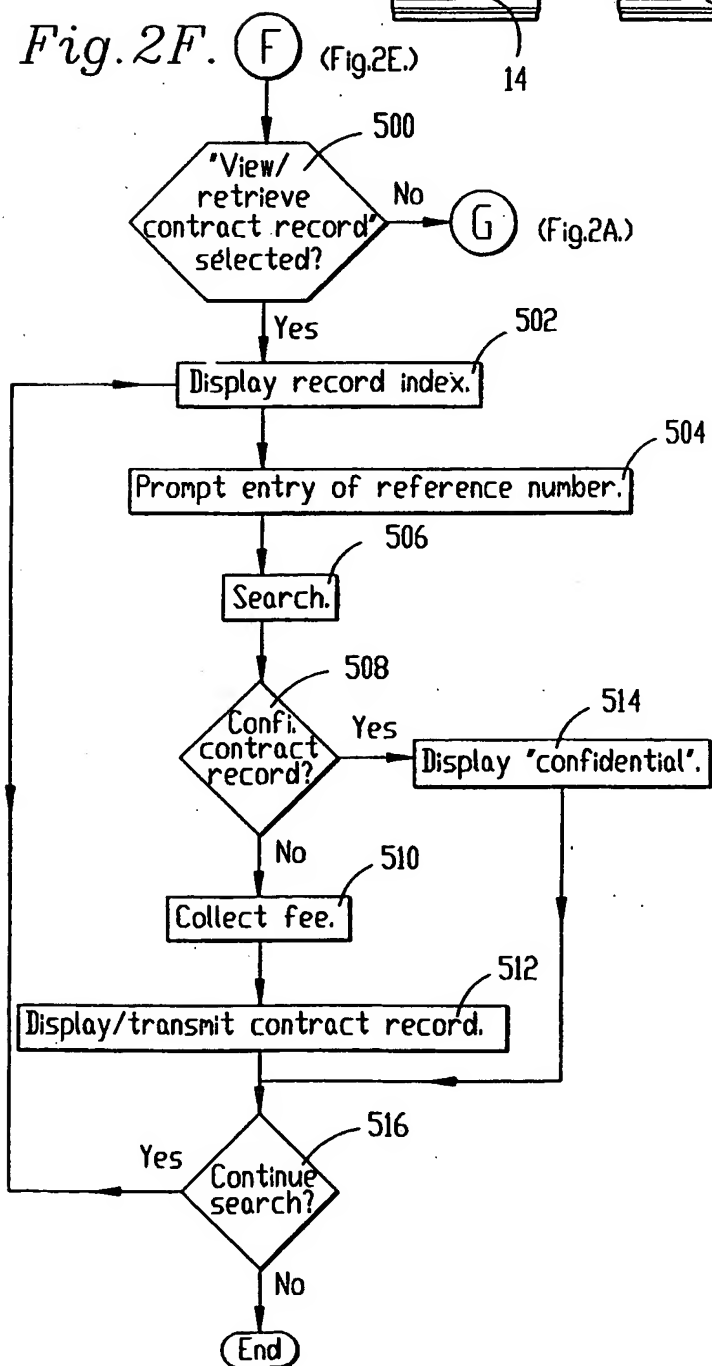 Fig.2F.
F
(Fig.2E.)
14
500
"View/
retrieve
contract record"
selected?
No
G
(Fig.2A.)
Yes
502
Display record index.
504
Prompt entry of reference number.
506
Search.
508
Confi.
contract
record?
Yes
514
Display "confidential".
No
510
Collect fee.
512
Display/transmit contract record.
516
Yes
Continue
search?
No
End